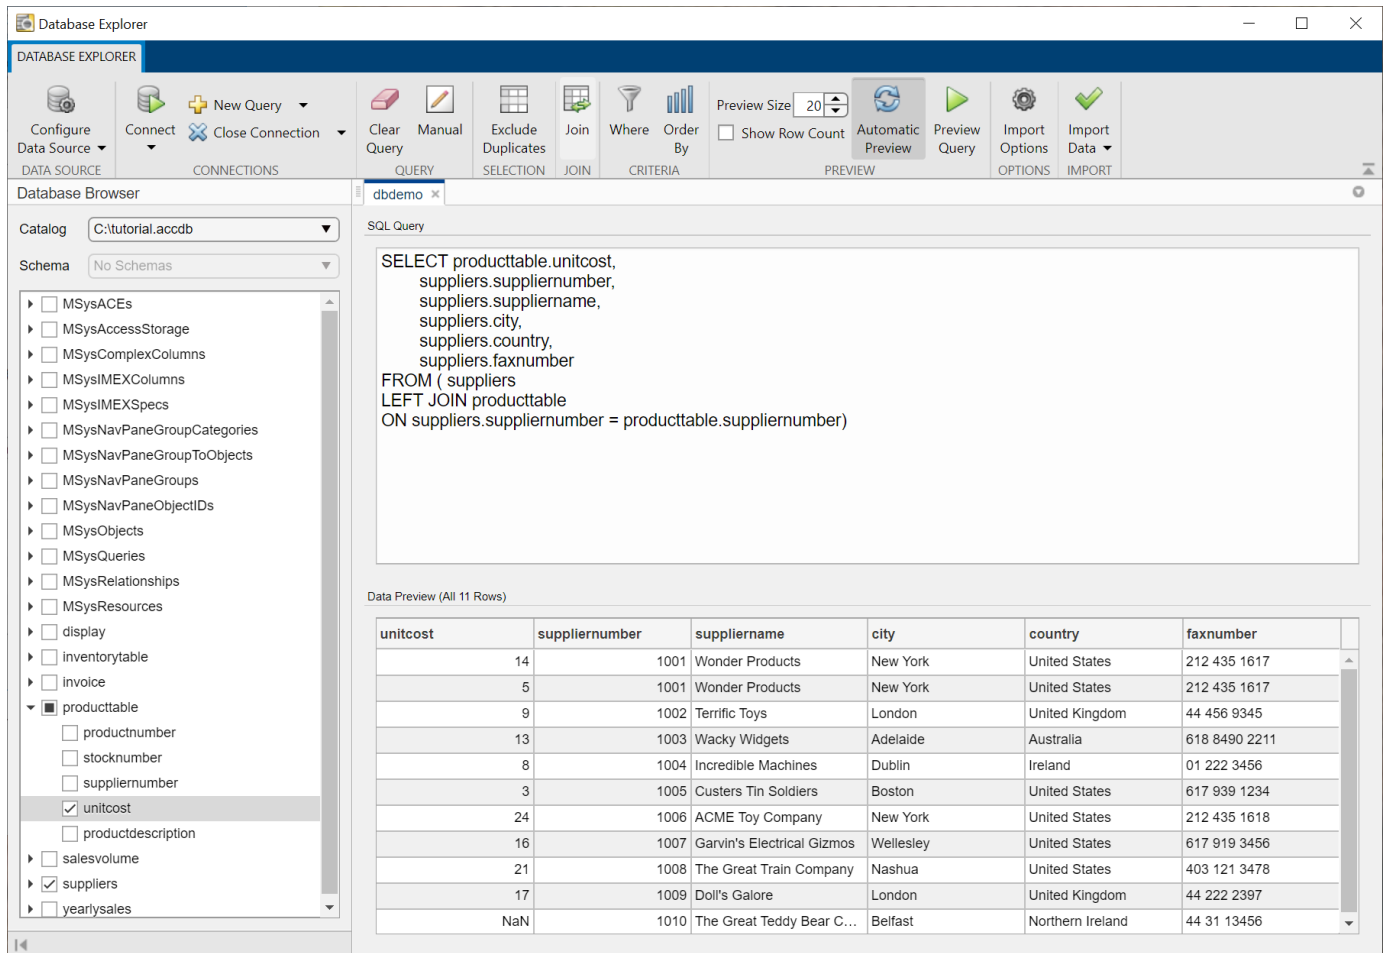 Database Explorer
DATABASE EXPLORER
Configure Data Source
Connect
New Query
Close Connection
Clear Query
Manual
Exclude Duplicates
Join
Where
Order By
Preview Size 20
Show Row Count
Automatic Preview
Preview Query
Import Options
Import Data
DATA SOURCE CONNECTIONS QUERY SELECTION JOIN CRITERIA PREVIEW OPTIONS IMPORT
Database Browser
Catalog C:\tutorial.accdb
Schema No Schemas
MSysACEs
MSysAccessStorage
MSysComplexColumns
MSysIMEXColumns
MSysIMEXSpecs
MSysNavPaneGroupCategories
MSysNavPaneGroupToObjects
MSysNavPaneGroups
MSysNavPaneObjectIDs
MSysObjects
MSysQueries
MSysRelationships
MSysResources
display
inventorytable
invoice
producttable
productnumber
stocknumber
suppliernumber
unitcost
productdescription
salesvolume
suppliers
yearlysales
dbdemo
SQL Query
SELECT producttable.unitcost,
suppliers.suppliernumber,
suppliers.suppliername,
suppliers.city,
suppliers.country,
suppliers.faxnumber
FROM ( suppliers
LEFT JOIN producttable
ON suppliers.suppliernumber = producttable.suppliernumber)
Data Preview (All 11 Rows)
unitcost suppliernumber suppliername city country faxnumber
14 1001 Wonder Products New York United States 212 435 1617
5 1001 Wonder Products New York United States 212 435 1617
9 1002 Terrific Toys London United Kingdom 44 456 9345
13 1003 Wacky Widgets Adelaide Australia 618 8490 2211
8 1004 Incredible Machines Dublin Ireland 01 222 3456
3 1005 Custers Tin Soldiers Boston United States 617 939 1234
24 1006 ACME Toy Company New York United States 212 435 1618
16 1007 Garvin's Electrical Gizmos Wellesley United States 617 919 3456
21 1008 The Great Train Company Nashua United States 403 121 3478
17 1009 Doll's Galore London United Kingdom 44 222 2397
NaN 1010 The Great Teddy Bear C... Belfast Northern Ireland 44 31 13456